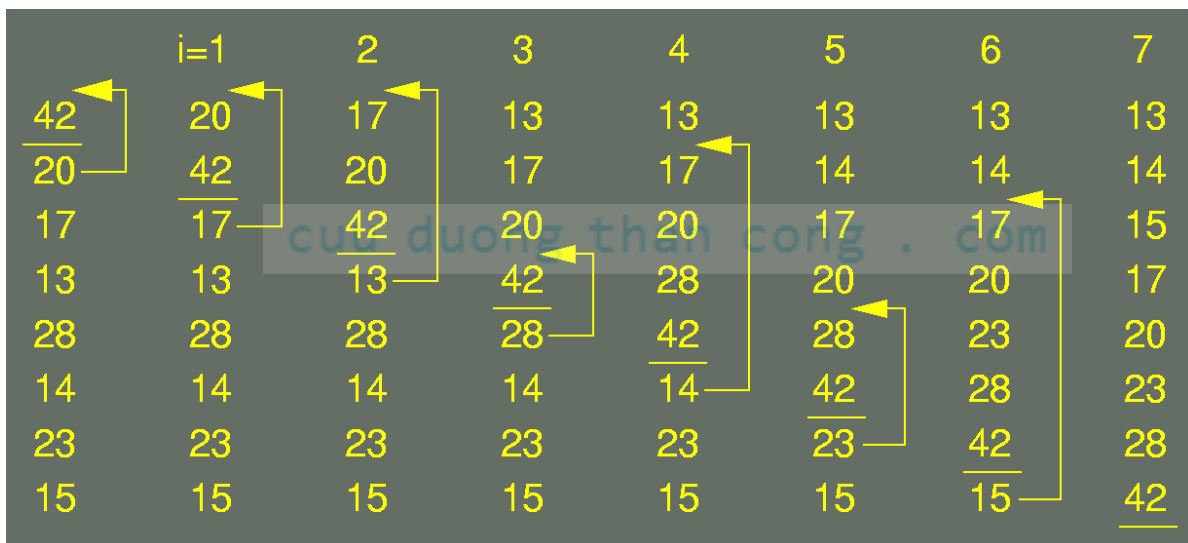 i=1 2 3 4 5 6 7
42 20 17 13 13 13 13 13
20 42 20 17 17 14 14 14
17 17 42 20 20 17 17 15
cuu duong than cong . com
13 13 13 42 28 20 20 17
28 28 28 28 42 28 23 20
14 14 14 14 14 42 28 23
23 23 23 23 23 23 42 28
15 15 15 15 15 15 15 42